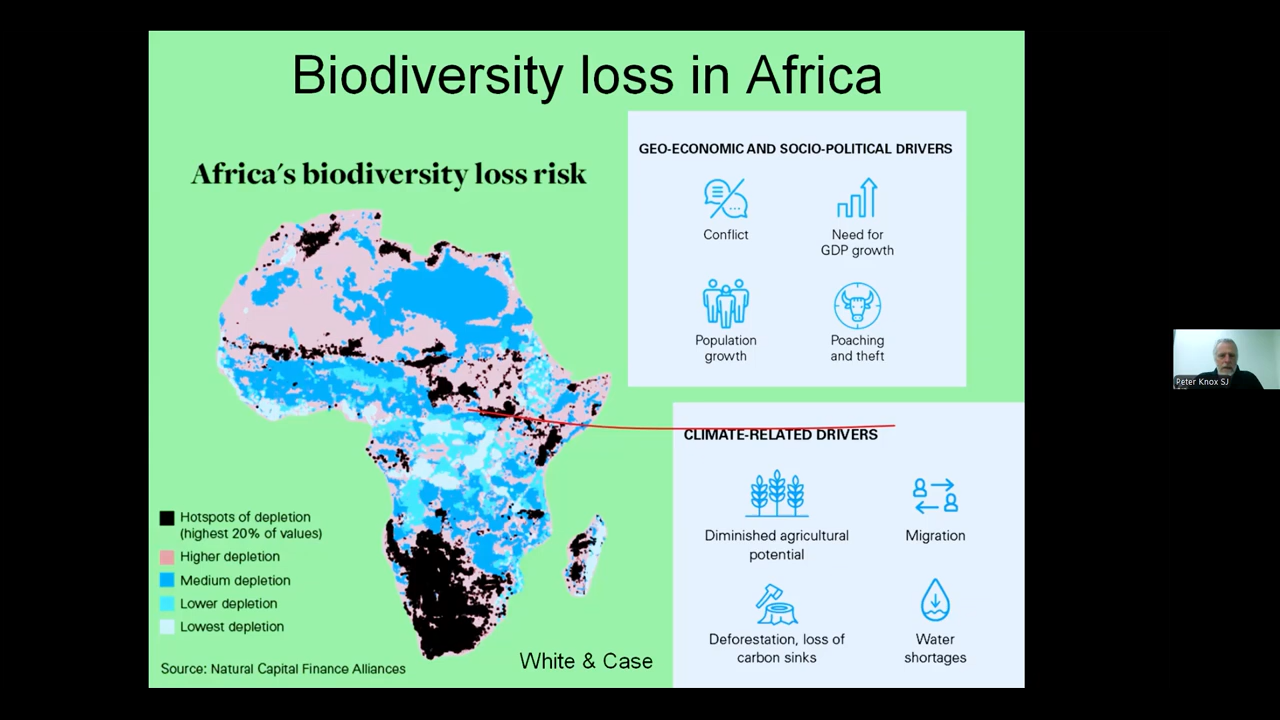 Biodiversity loss in Africa
Africa's biodiversity loss risk
GEO-ECONOMIC AND SOCIO-POLITICAL DRIVERS
Conflict
Need for
GDP growth
Population
growth
Poaching
and theft
CLIMATE-RELATED DRIVERS
Diminished agricultural
potential
Migration
Deforestation, loss of
carbon sinks
Water
shortages
Hotspots of depletion
(highest 20% of values)
Higher depletion
Medium depletion
Lower depletion
Lowest depletion
Source: Natural Capital Finance Alliances
White & Case
Peter Knox SJ